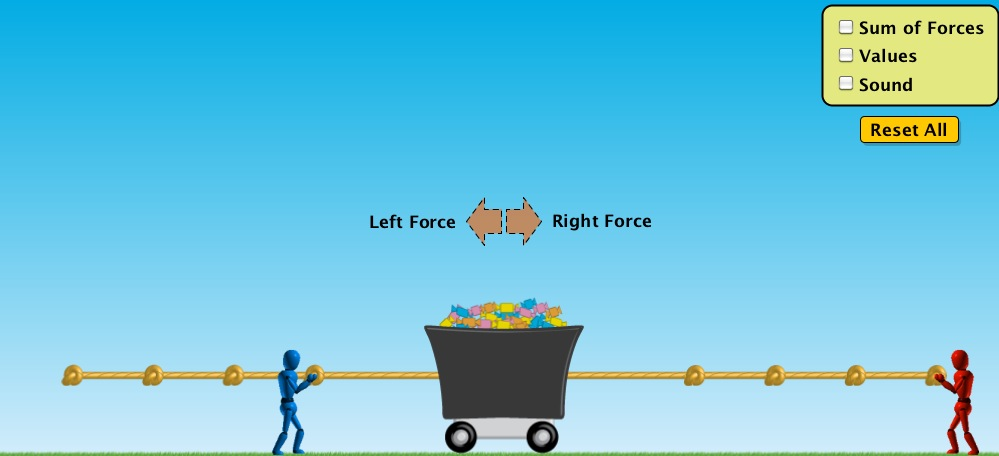 Sum of Forces
Values
Sound
Reset All
Left Force
Right Force